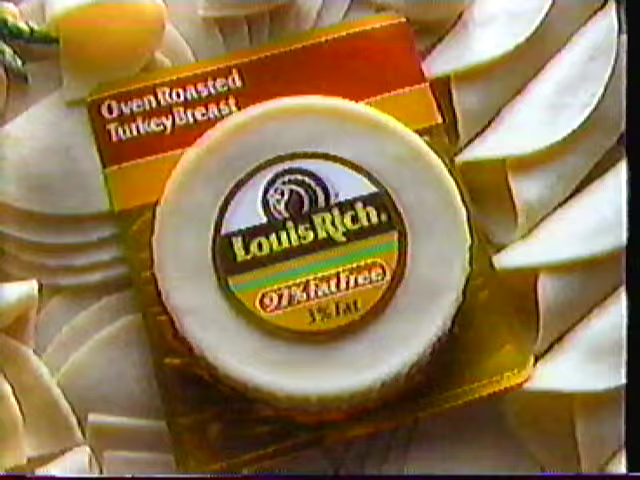 Oven Roasted
Turkey Breast
Louis Rich.
97% fat free
3% Fat